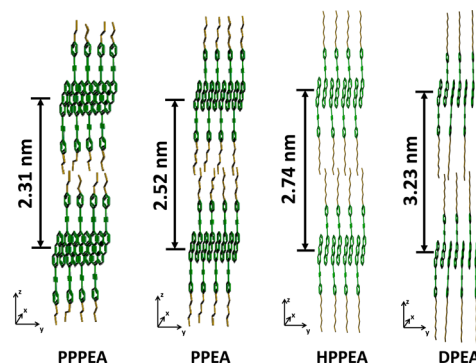 2.31 nm
2.52 nm
2.74 nm
3.23 nm
z
x
y
z
x
y
z
x
y
z
x
y
PPPEA
PPEA
HPPEA
DPEA